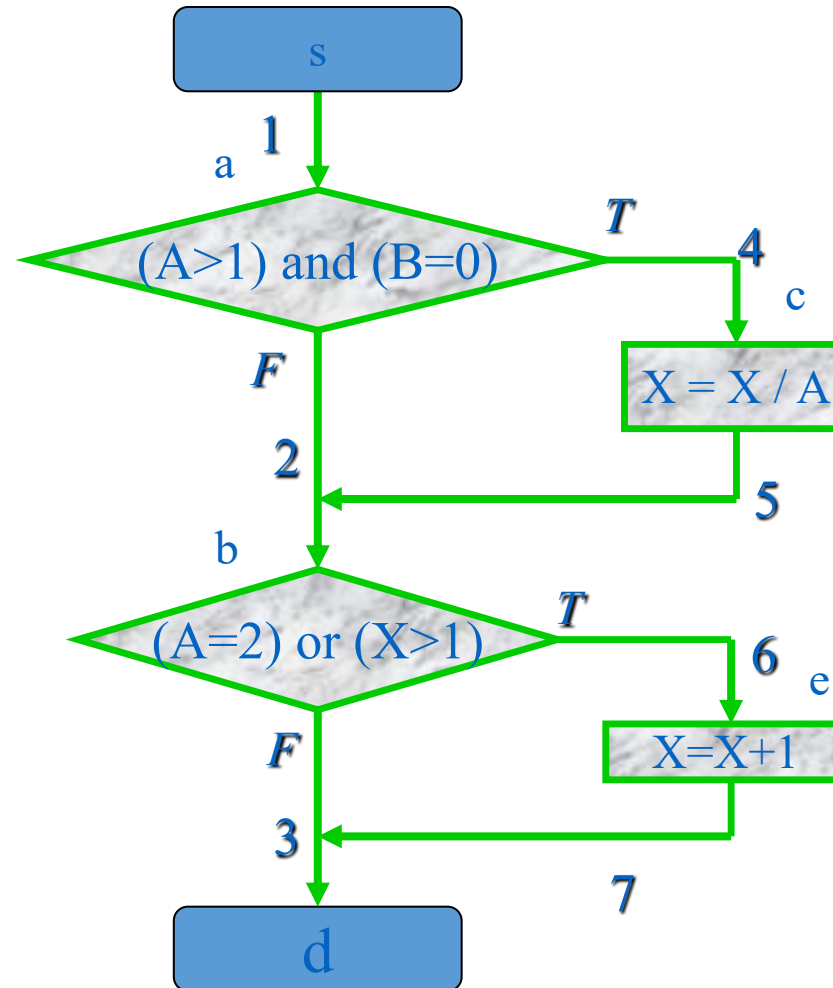 s
1
a
(A>1) and (B=0)
T
4
c
X = X / A
F
2
5
b
(A=2) or (X>1)
T
6
e
X=X+1
F
3
7
d